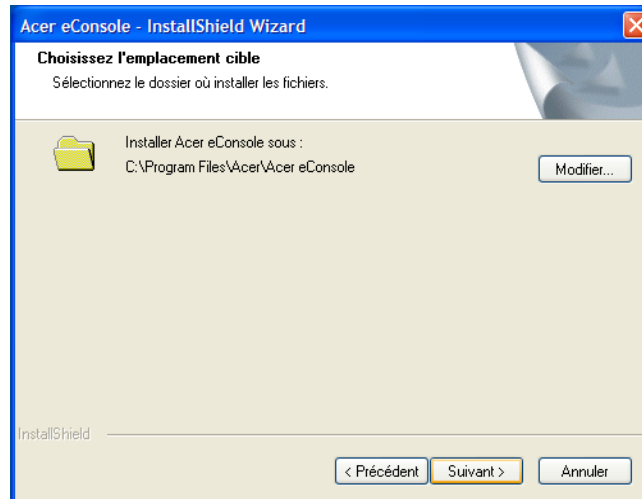 Acer eConsole - InstallShield Wizard
Choisissez l'emplacement cible
Sélectionnez le dossier où installer les fichiers.
Installer Acer eConsole sous :
C:\Program Files\Acer\Acer eConsole
Modifier...
InstallShield
< Précédent
Suivant >
Annuler